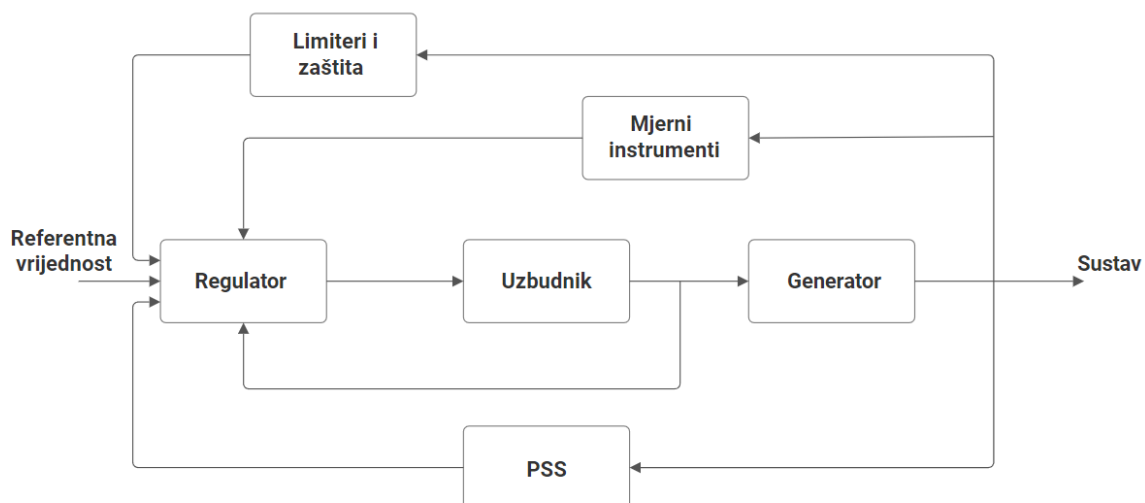 Limiteri i
zaštita
Mjerni
instrumenti
Referentna
vrijednost
Regulator
Uzbudnik
Generator
Sustav
PSS